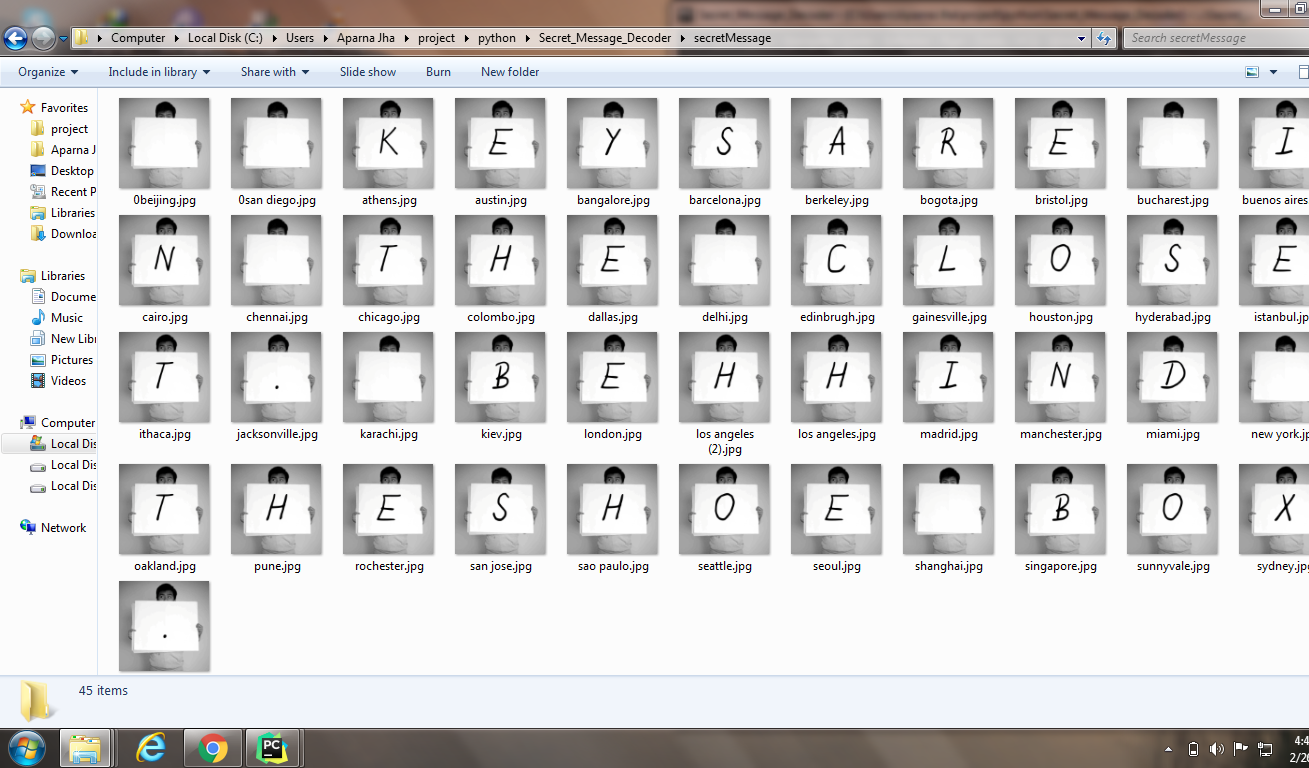 Computer Local Disk (C:) Users Aparna Jha project python Secret_Message_Decoder secretMessage Search secretMessage
Organize Include in library Share with Slide show Burn New folder
Favorites
project
Aparna J
Desktop
Recent P
Libraries
Downloa
Libraries
Docume
Music
New Libr
Pictures
Videos
Computer
Local Dis
Local Dis
Local Dis
Network
K E Y S A R E I
0beijing.jpg 0san diego.jpg athens.jpg austin.jpg bangalore.jpg barcelona.jpg berkeley.jpg bogota.jpg bristol.jpg bucharest.jpg buenos aires
N T H E C L O S E
cairo.jpg chennai.jpg chicago.jpg colombo.jpg dallas.jpg delhi.jpg edinbrugh.jpg gainesville.jpg houston.jpg hyderabad.jpg istanbul.jp
T . B E H H I N D
ithaca.jpg jacksonville.jpg karachi.jpg kiev.jpg london.jpg los angeles (2).jpg los angeles.jpg madrid.jpg manchester.jpg miami.jpg new york.jp
T H E S H O E B O X
oakland.jpg pune.jpg rochester.jpg san jose.jpg sao paulo.jpg seattle.jpg seoul.jpg shanghai.jpg singapore.jpg sunnyvale.jpg sydney.jp
.
45 items
PC
4:4
2/20